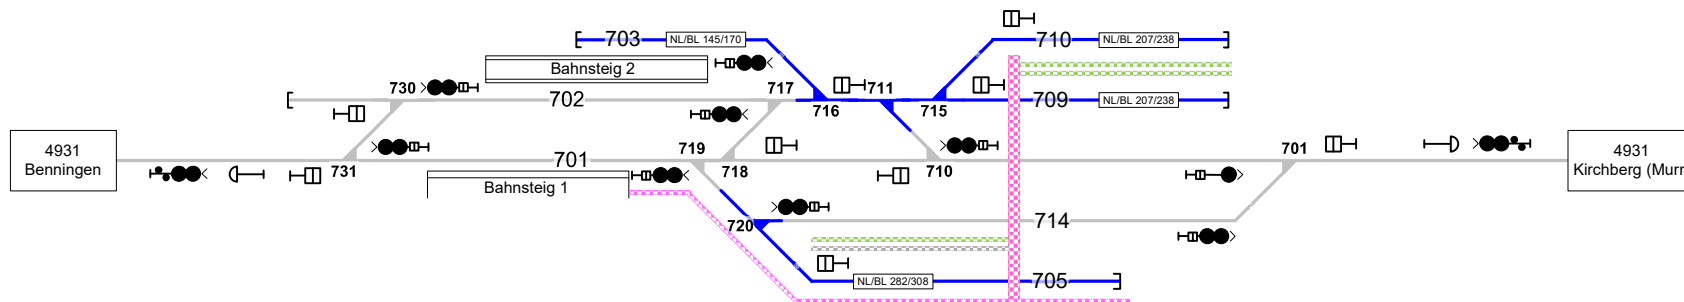 703
NL/BL 145/170
710
NL/BL 207/238
Bahnsteig 2
730
717
711
702
716
715
709
NL/BL 207/238
4931
Benningen
731
701
719
718
710
701
4931
Kirchberg (Murr
Bahnsteig 1
720
714
NL/BL 282/308
705